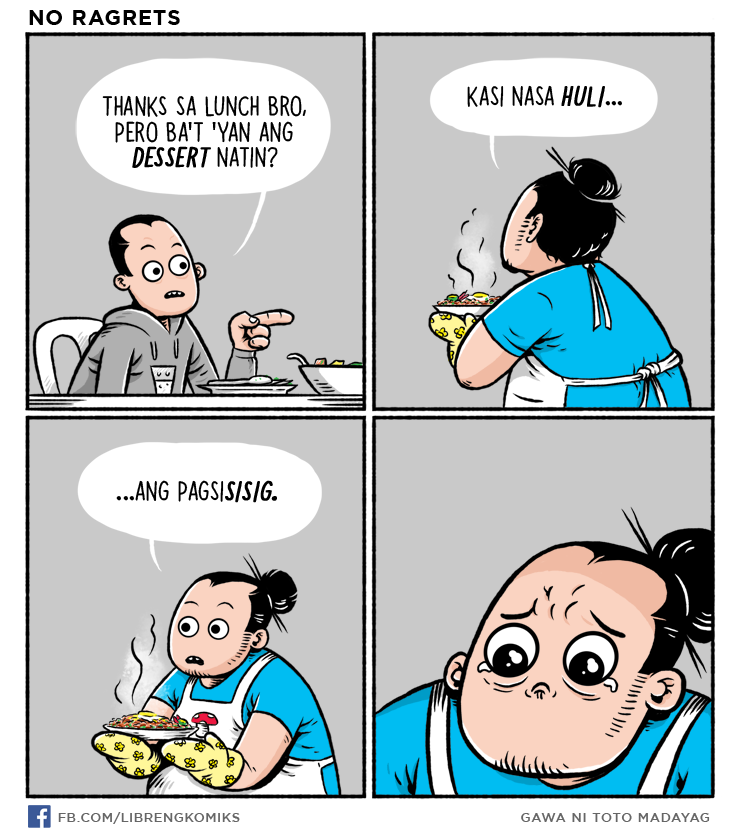 NO RAGRETS
THANKS SA LUNCH BRO,
PERO BA'T 'YAN ANG
DESSERT NATIN?
KASI NASA HULI...
...ANG PAGSISISIG.
FB.COM/LIBRENGKOMIKS
GAWA NI TOTO MADAYAG